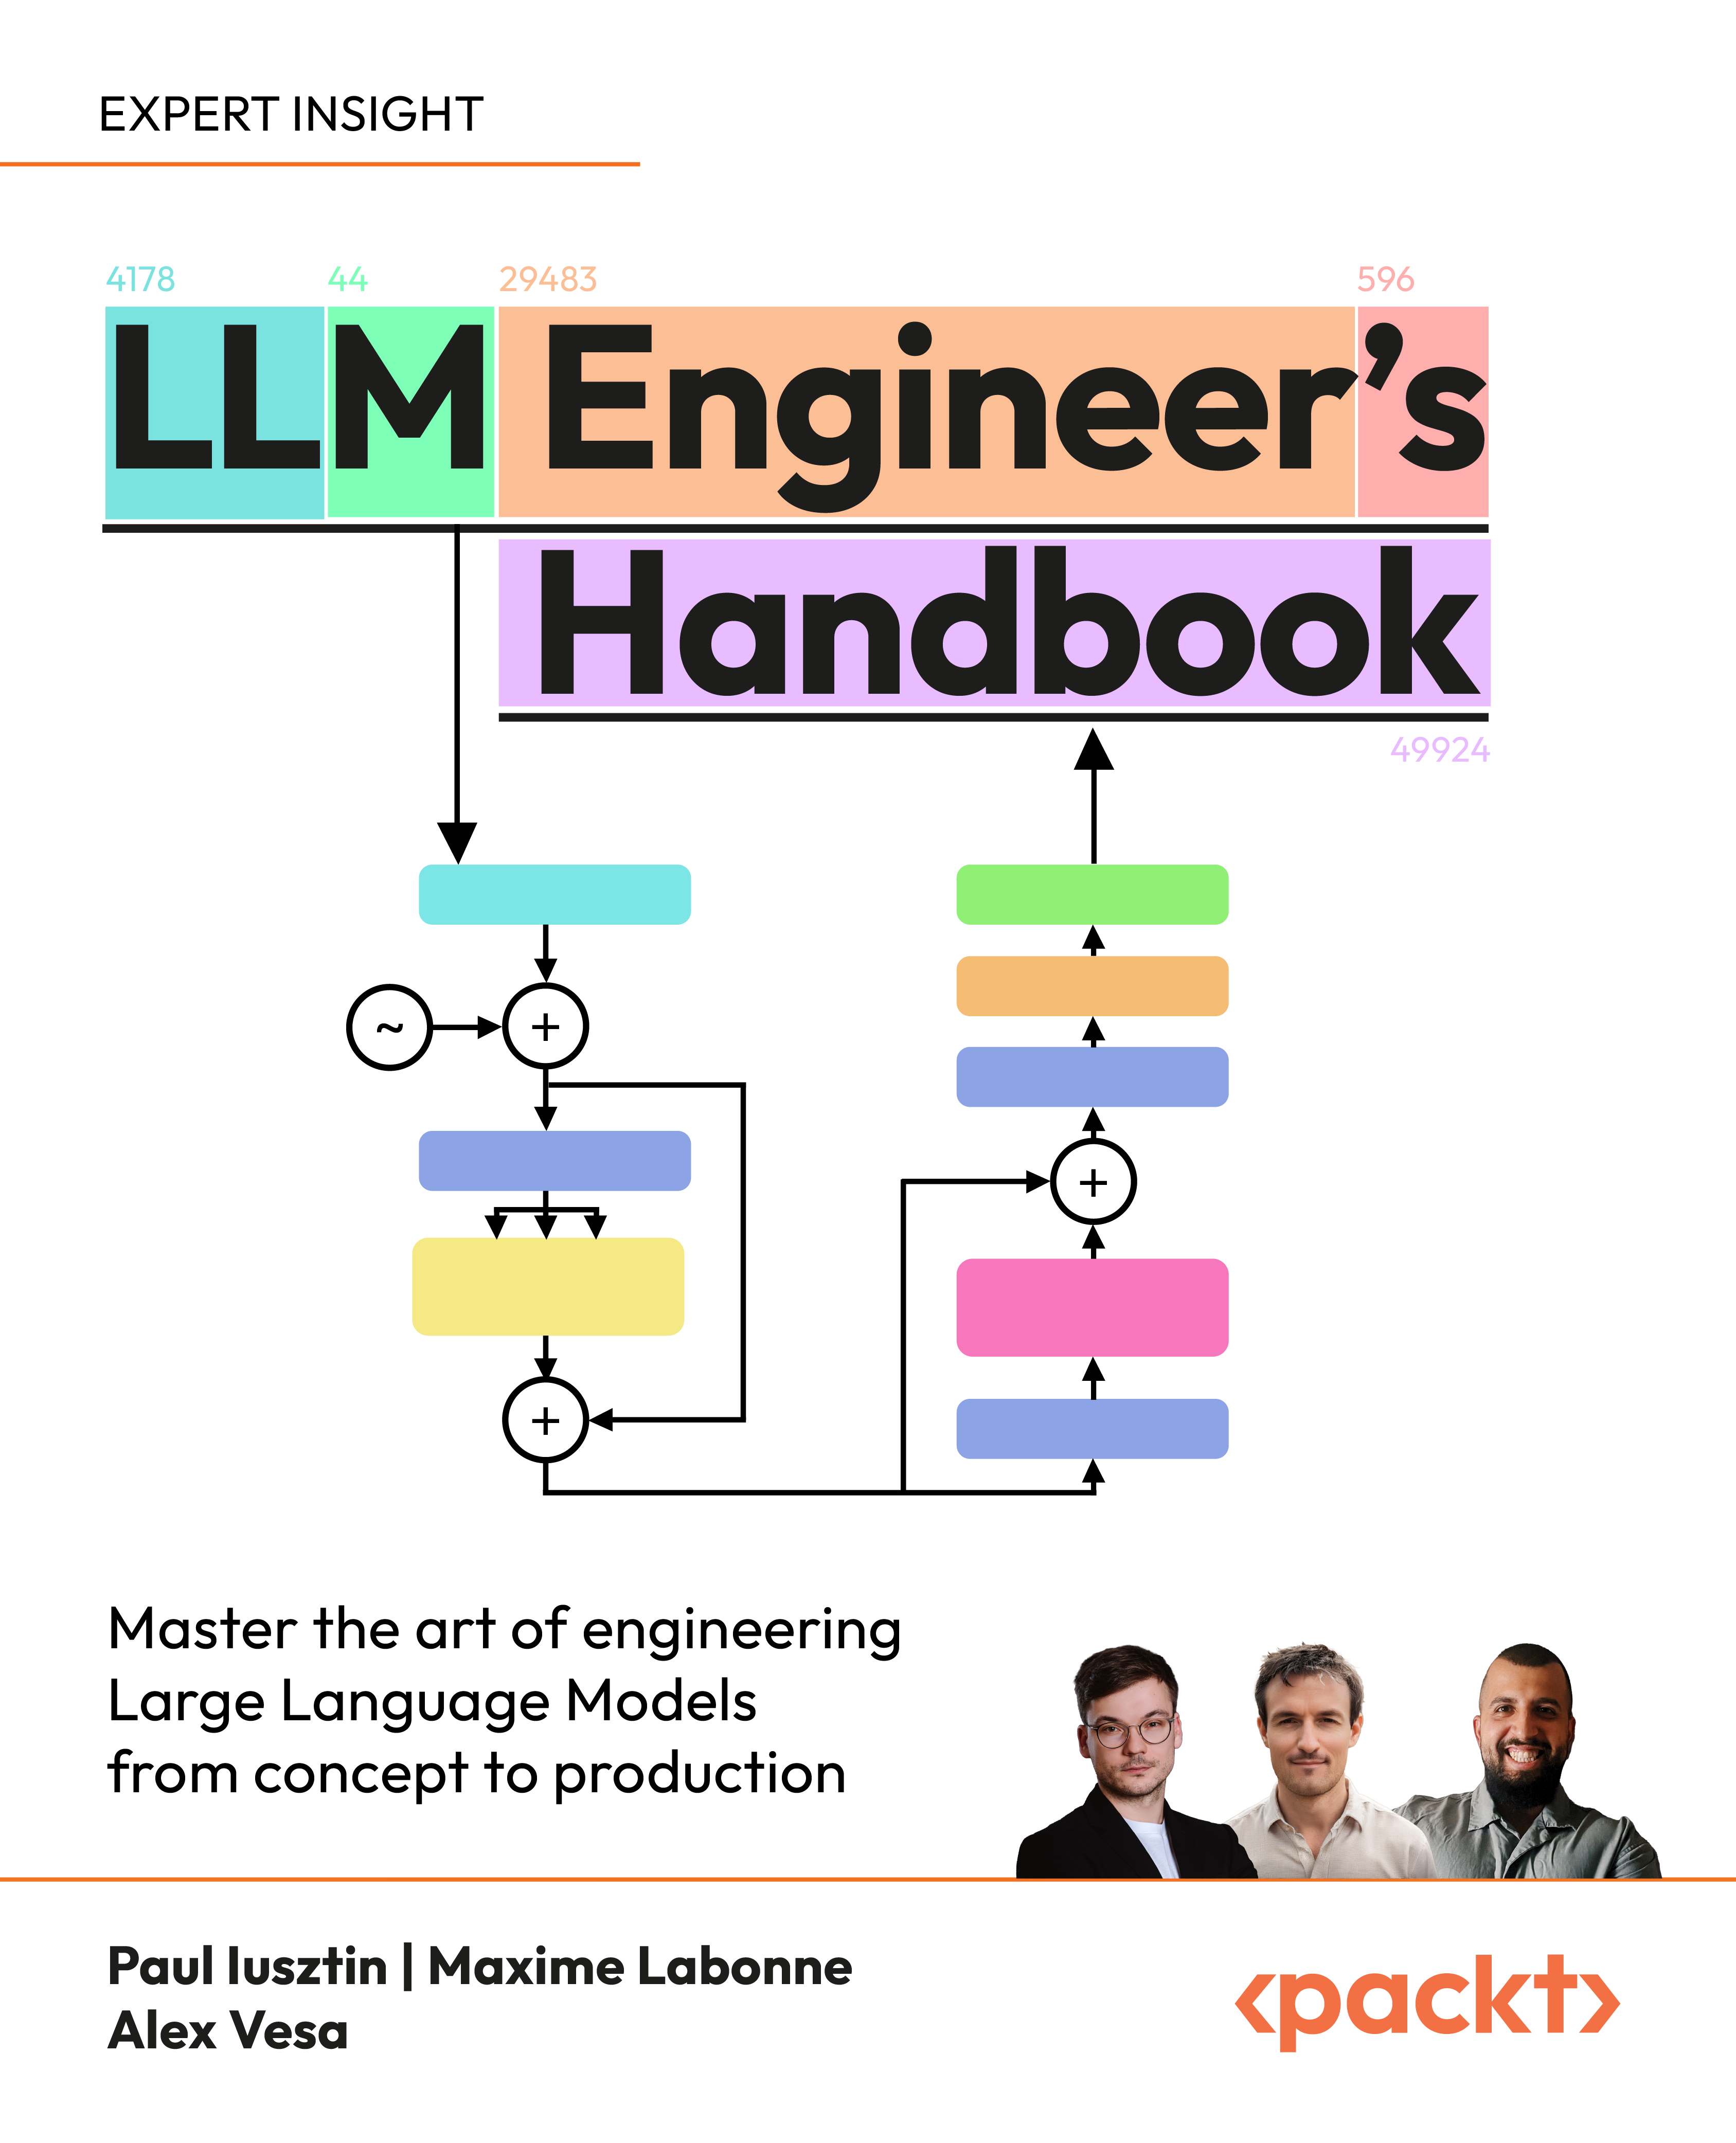 EXPERT INSIGHT
4178 44 29483 596
LLM Engineer’s
Handbook
49924
~ +
+
+
Master the art of engineering
Large Language Models
from concept to production
Paul Iusztin | Maxime Labonne
Alex Vesa
<packt>